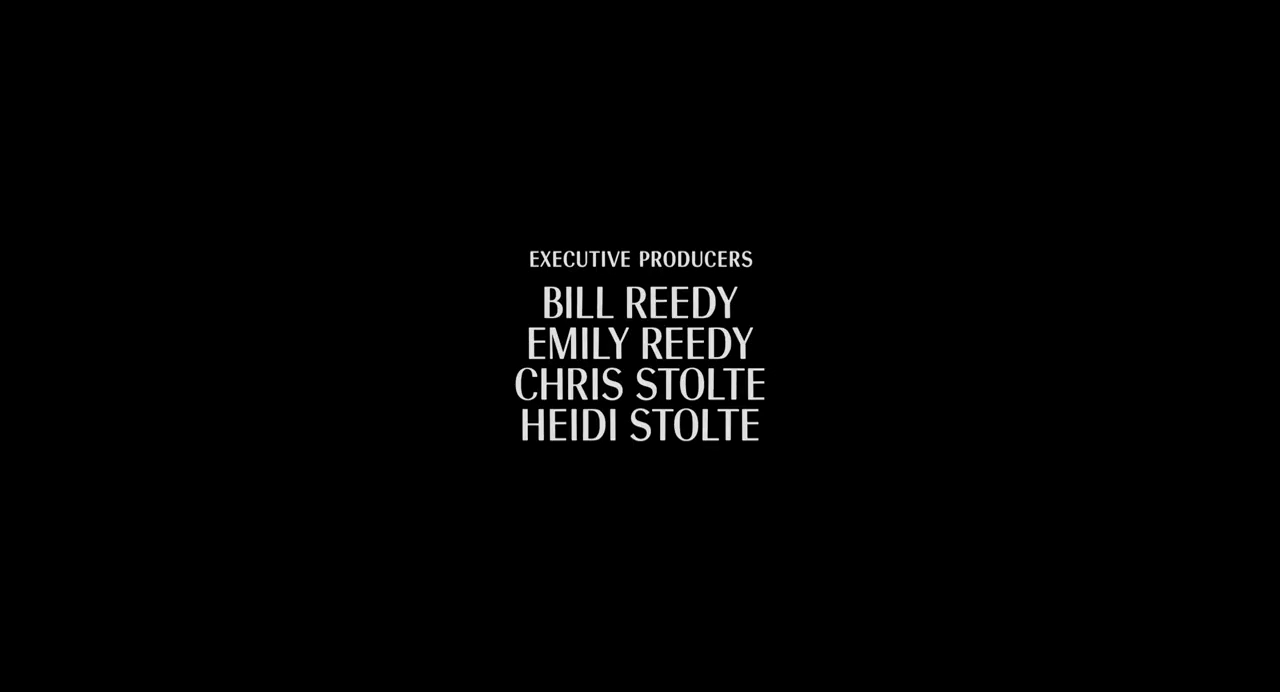 EXECUTIVE PRODUCERS
BILL REEDY
EMILY REEDY
CHRIS STOLTE
HEIDI STOLTE